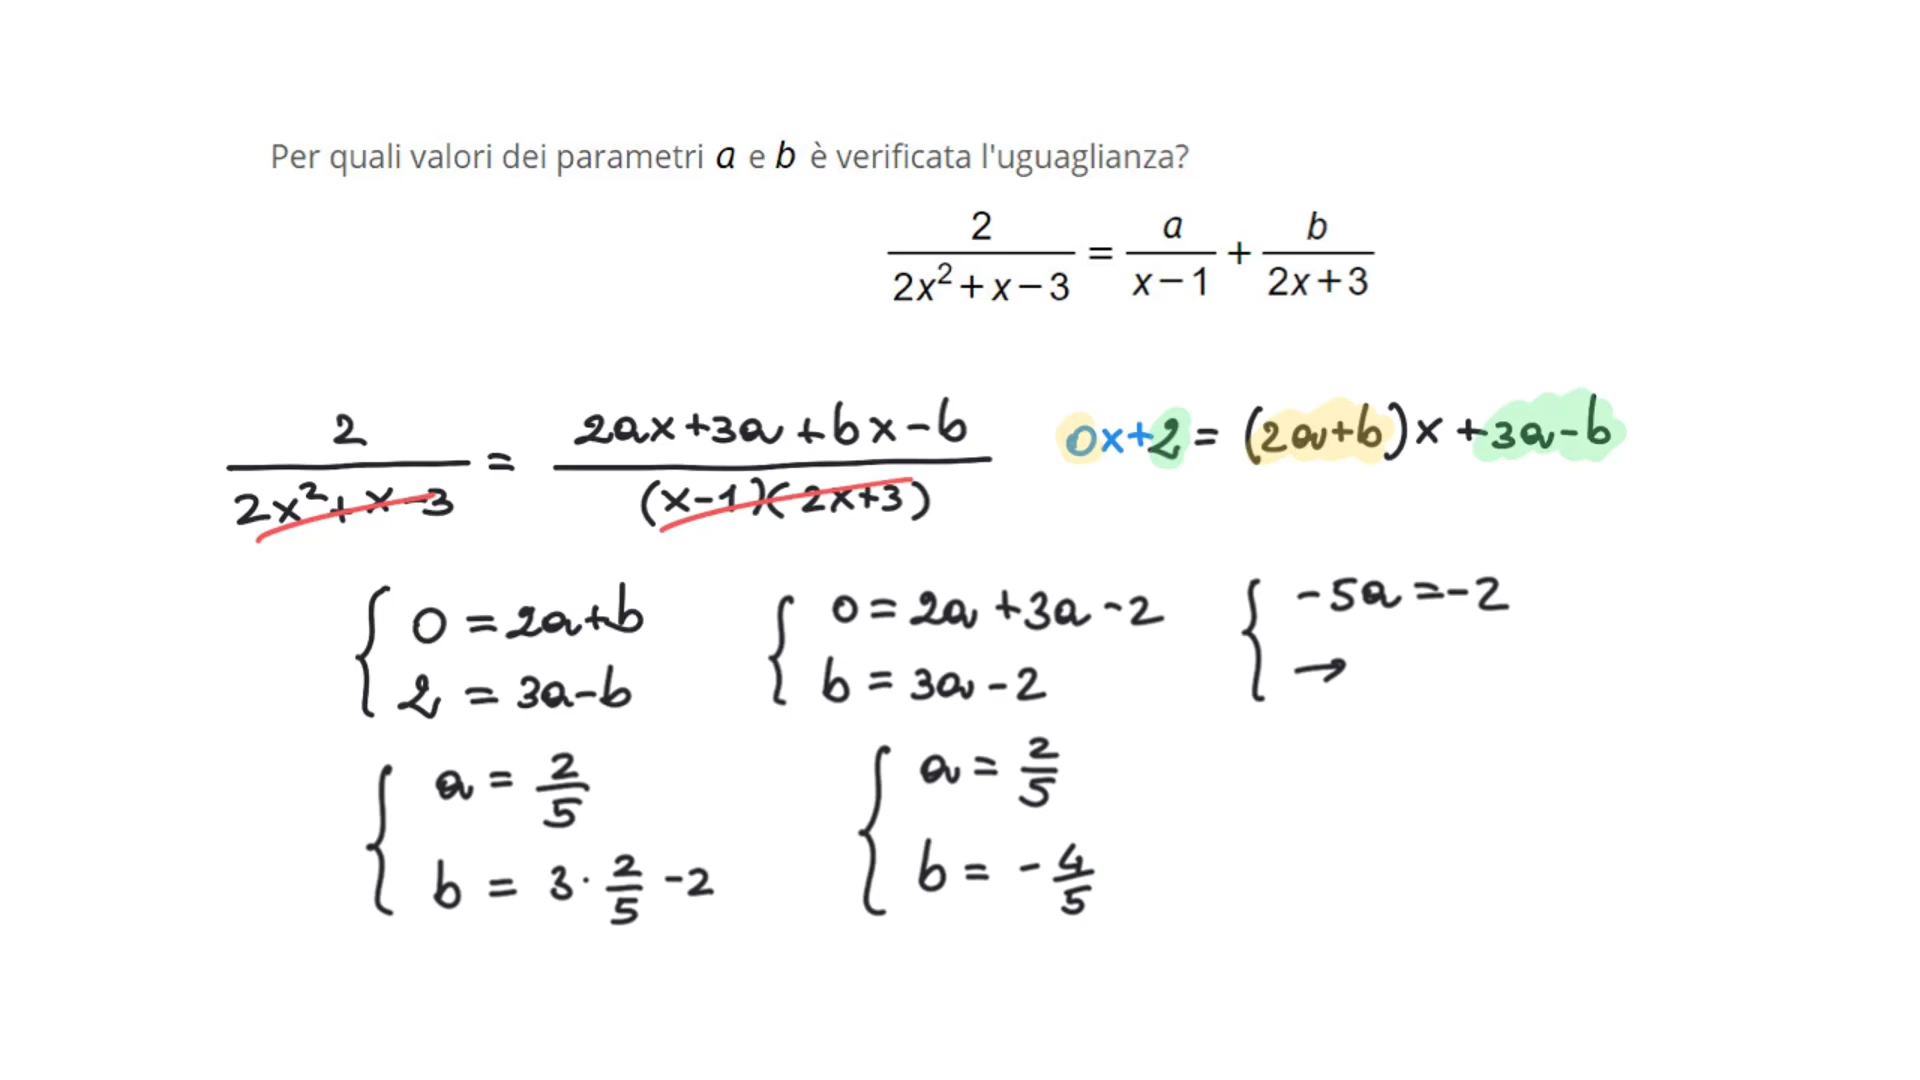 Per quali valori dei parametri a e b è verificata l'uguaglianza?
2/(2x²+x−3) = a/(x−1) + b/(2x+3)
2/(2x²+x−3) = (2ax+3a+bx−b)/((x−1)(2x+3))
0x+2 = (2a+b)x+3a−b
{ 0 = 2a+b
2 = 3a−b
{ 0 = 2a+3a−2
b = 3a−2
{ −5a = −2
→
{ a = 2/5
b = 3·2/5 −2
{ a = 2/5
b = −4/5